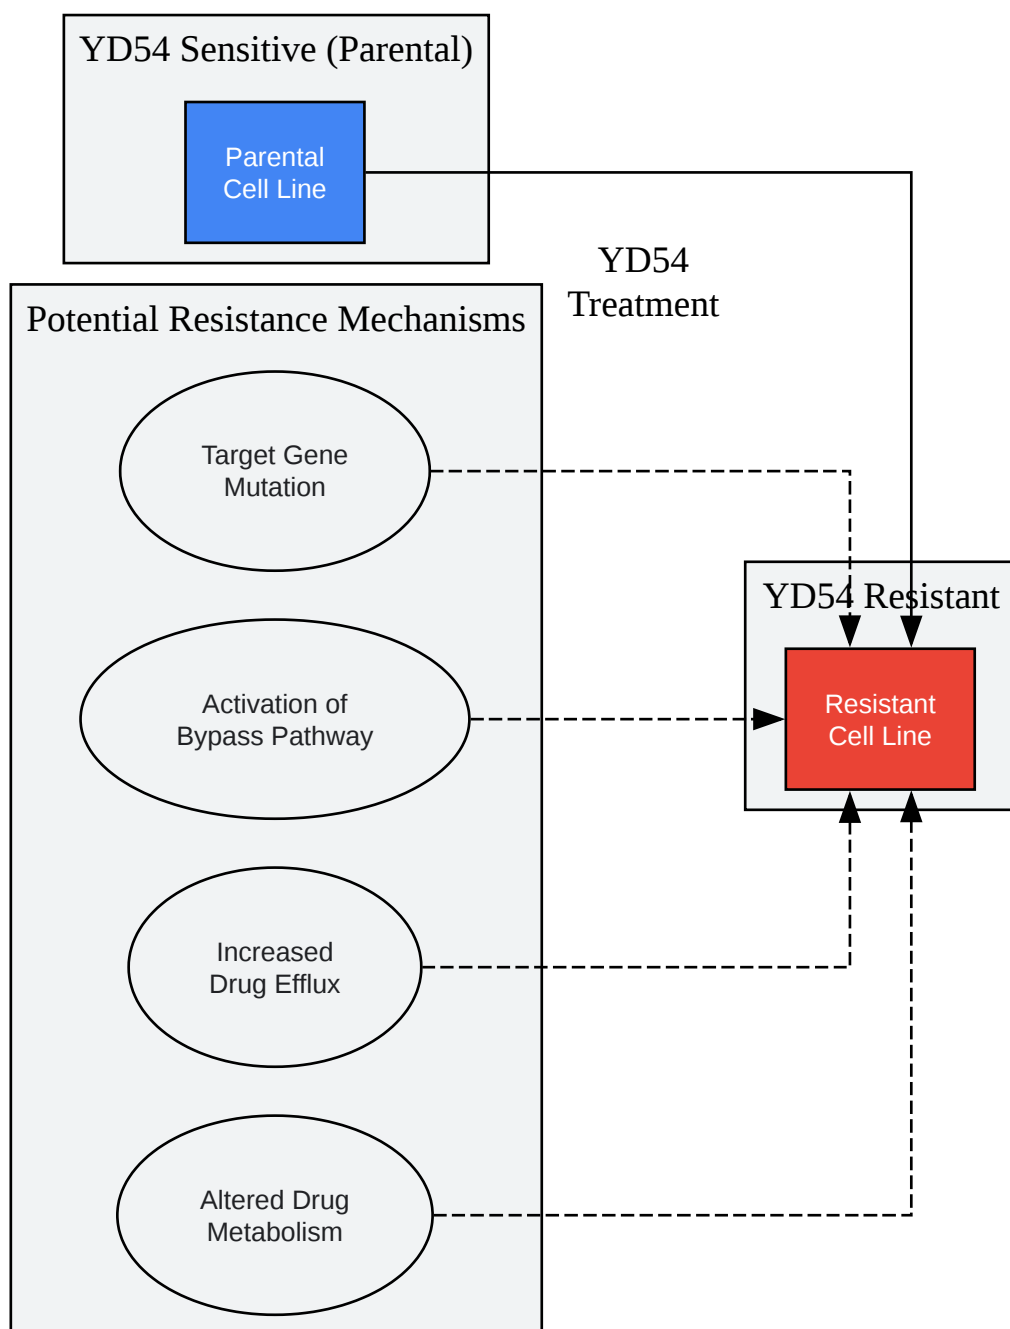 YD54 Sensitive (Parental)
Parental
Cell Line
YD54
Treatment
Potential Resistance Mechanisms
Target Gene
Mutation
YD54 Resistant
Resistant
Cell Line
Activation of
Bypass Pathway
Increased
Drug Efflux
Altered Drug
Metabolism